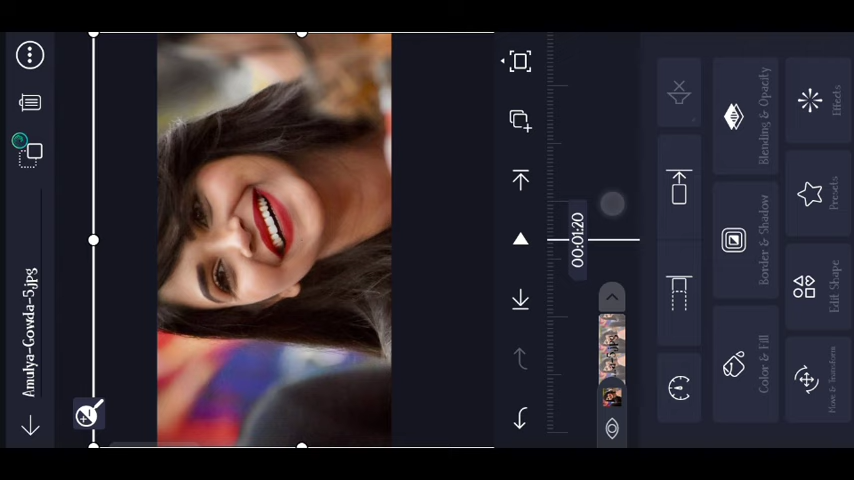 Amulya-Gowda-5.jpg
00:01:20
Color & Fill
Border & Shadow
Blending & Opacity
Move & Transform
Edit Shape
Presets
Effects